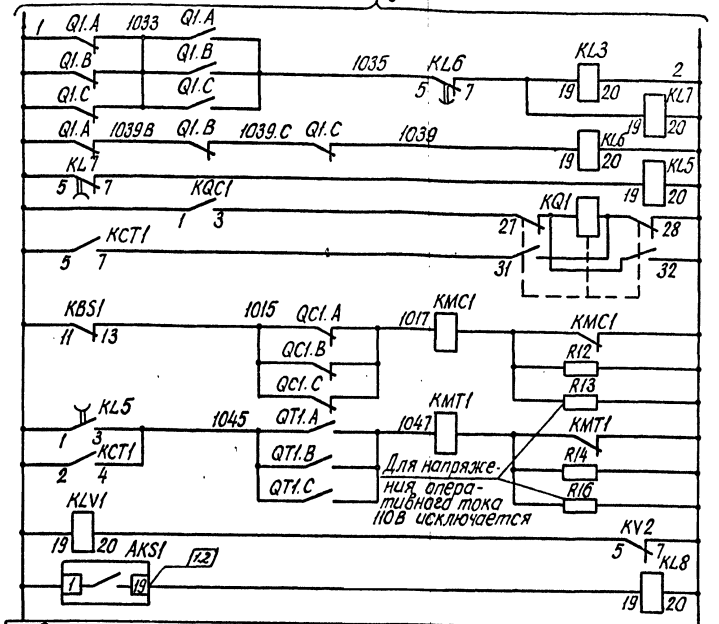 1 Q1.A 1033 Q1.A
Q1.B Q1.B 1035 KL6 KL3 2
Q1.C Q1.C 5 7 19 20 KL7
19 20
Q1.A 1039.B Q1.B 1039.C Q1.C 1039 KL6
19 20
KL7 KL5
5 7 19 20
KQC1 KQ1
1 3 27 28
KCT1
5 7 31 32
KBS1 1015 QC1.A 1017 KMC1 KMC1
11 13
QC1.B R12
QC1.C R13
KL5 1045 QT1.A 1047 KMT1 KMT1
1 3
KCT1 QT1.B R14
2 4
QT1.C R16
Для напряже-
ния опера-
тивного тока
110В исключается
KLV1 KV2
19 20 5 7
AKS1 1.2 KL8
1 19 19 20